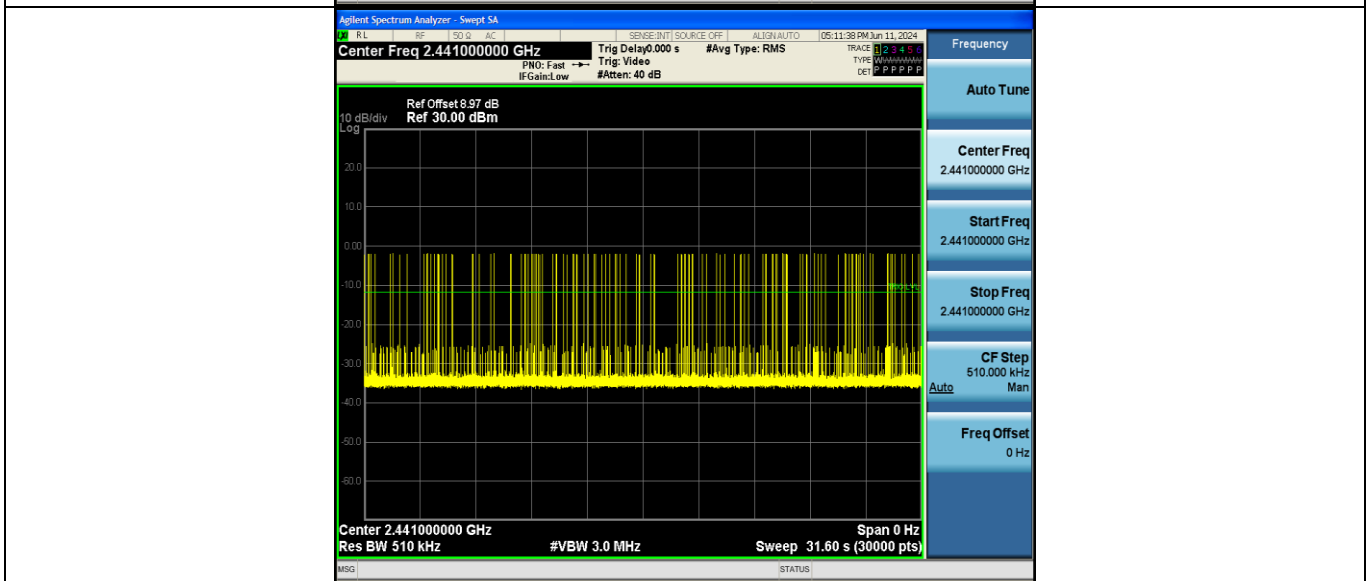 Agilent Spectrum Analyzer - Swept SA
RL RF 50 Ω AC SENSE:INT SOURCE OFF ALIGNAUTO 05:11:38 PM Jun 11, 2024
Center Freq 2.441000000 GHz
PNO: Fast
IFGain:Low
Trig Delay0.000 s
Trig: Video
#Atten: 40 dB
#Avg Type: RMS
TRACE 1 2 3 4 5 6
TYPE
DET P P P P P P
Ref Offset 8.97 dB
10 dB/div Ref 30.00 dBm
Log
20.0
10.0
0.00
-10.0
-20.0
-30.0
-40.0
-50.0
-60.0
Center 2.441000000 GHz Span 0 Hz
Res BW 510 kHz #VBW 3.0 MHz Sweep 31.60 s (30000 pts)
MSG STATUS
Frequency
Auto Tune
Center Freq
2.441000000 GHz
Start Freq
2.441000000 GHz
Stop Freq
2.441000000 GHz
CF Step
510.000 kHz
Auto Man
Freq Offset
0 Hz